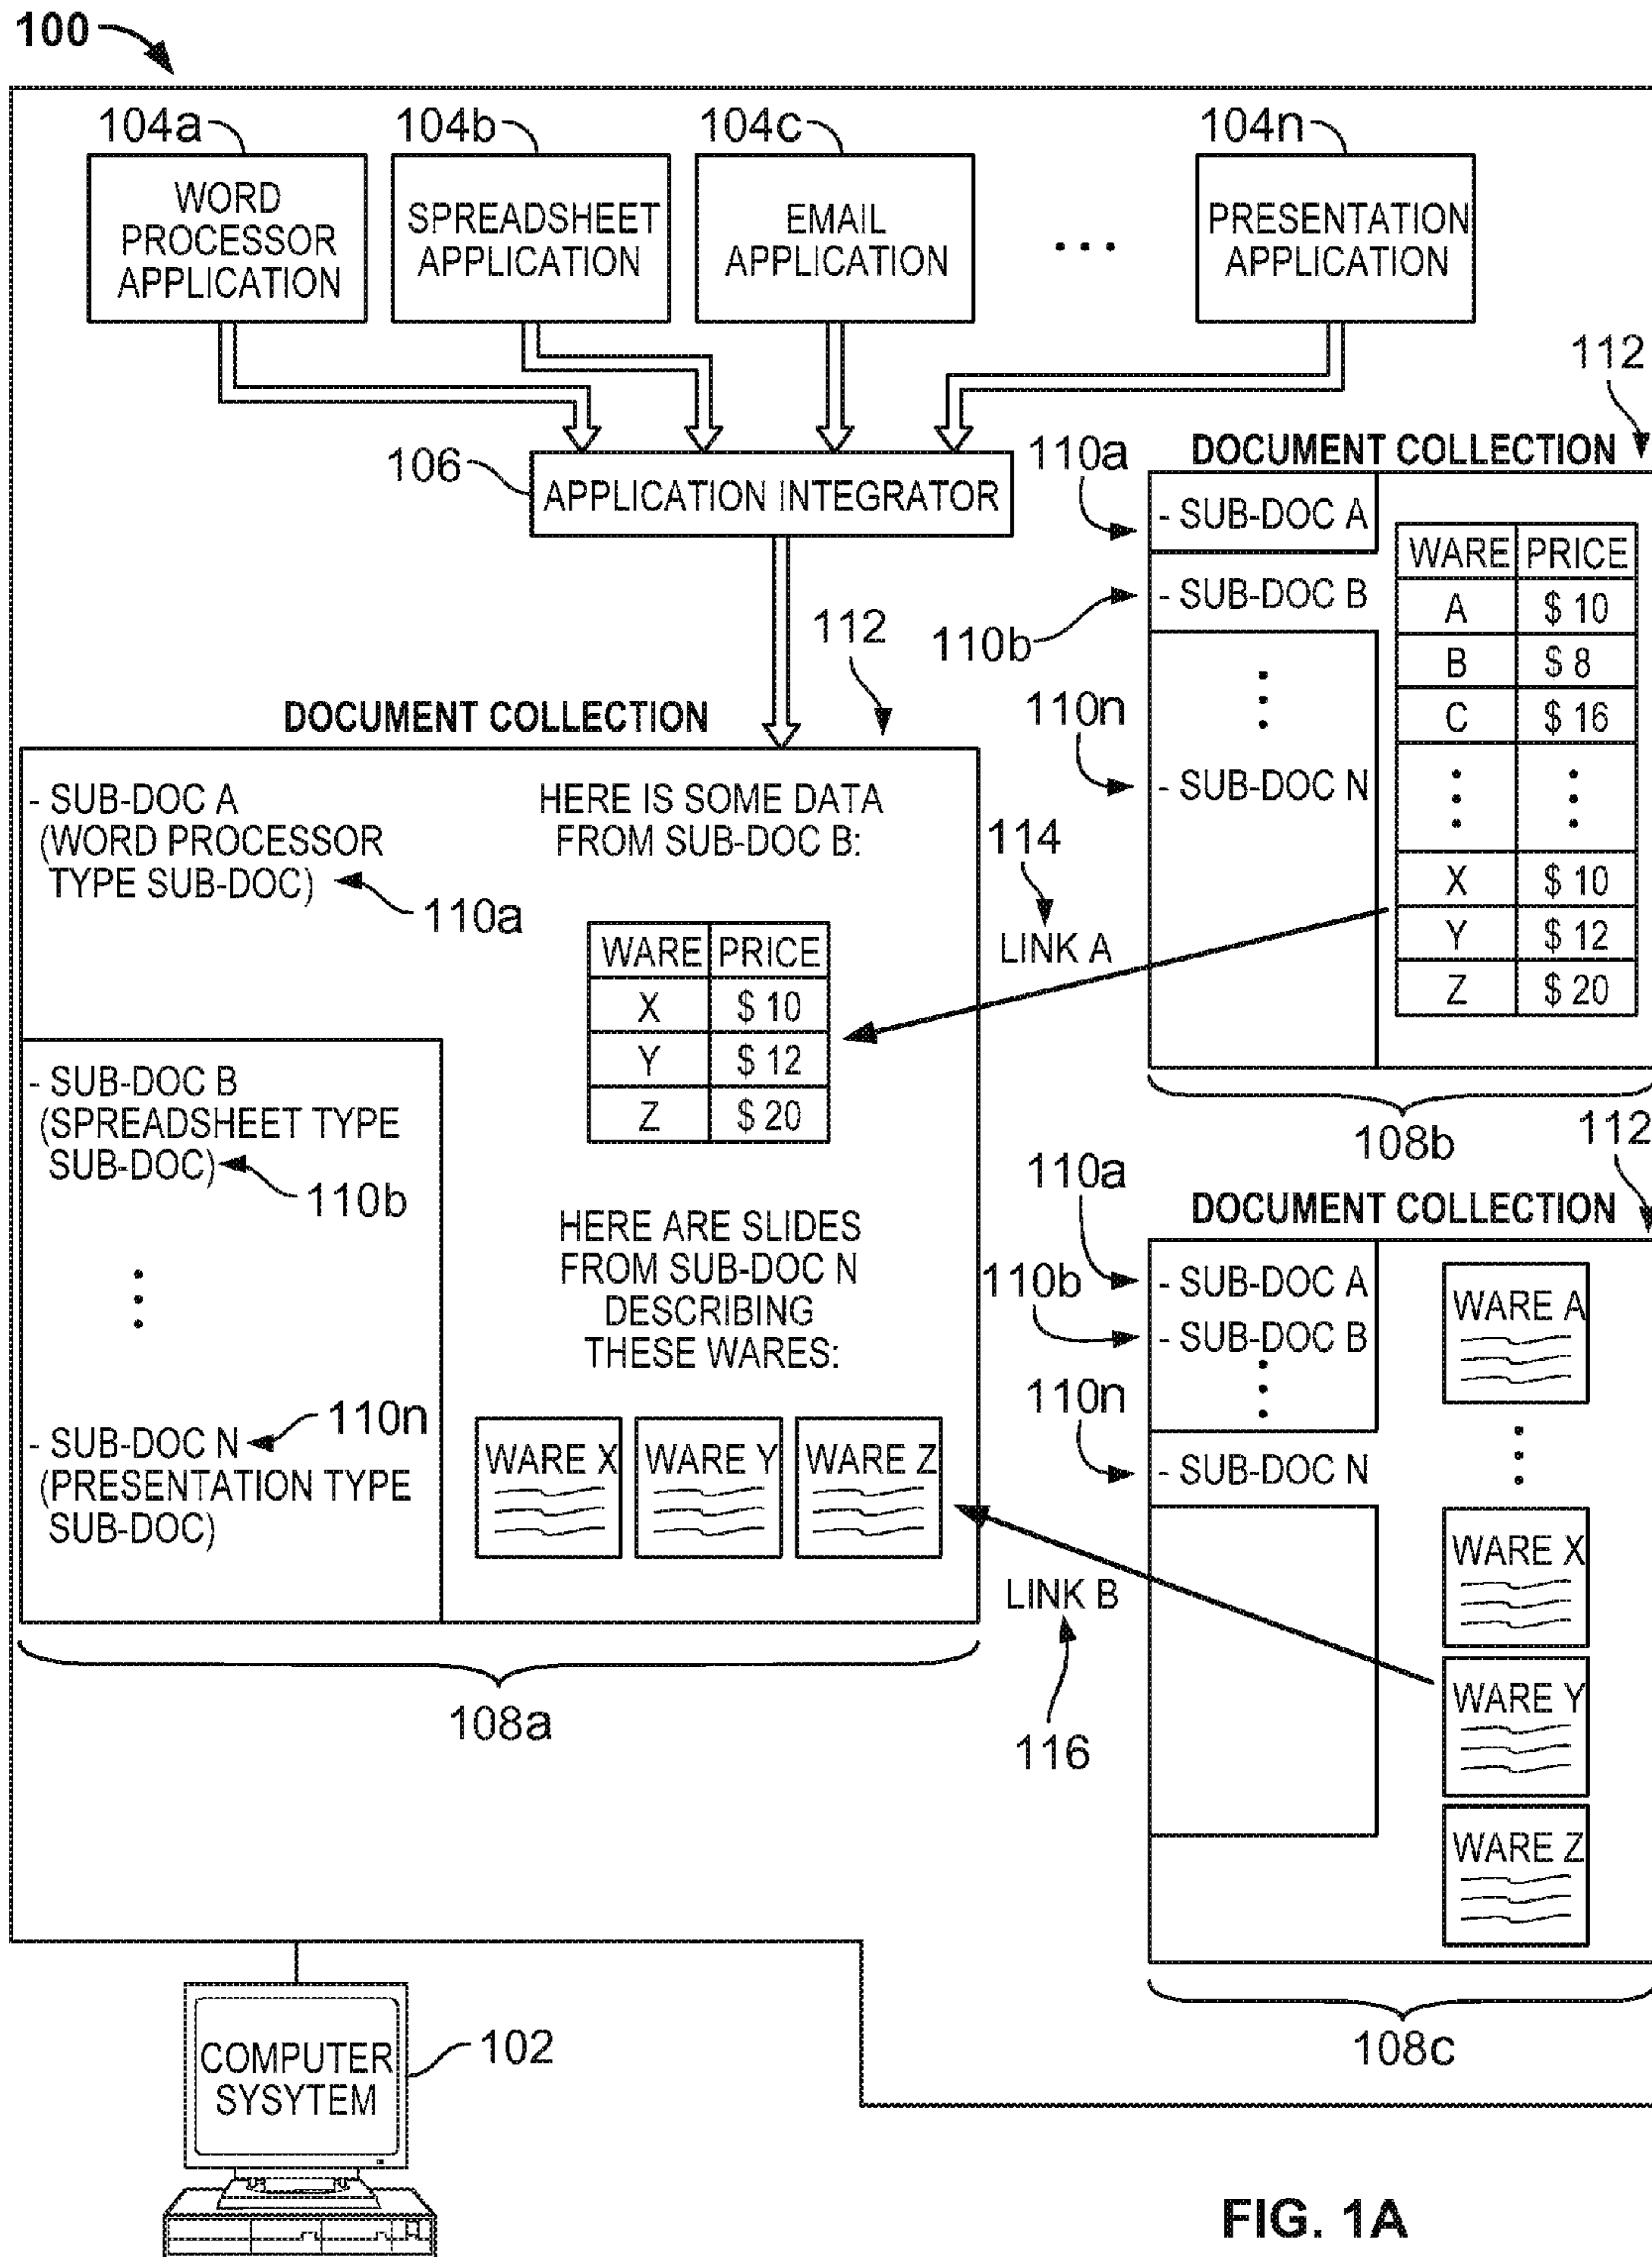 100
104a
104b
104c
104n
WORD
PROCESSOR
APPLICATION
SPREADSHEET
APPLICATION
EMAIL
APPLICATION
...
PRESENTATION
APPLICATION
106
APPLICATION INTEGRATOR
112
DOCUMENT COLLECTION
110a
- SUB-DOC A
110b
- SUB-DOC B
110n
- SUB-DOC N
WARE PRICE
A $ 10
B $ 8
C $ 16
X $ 10
Y $ 12
Z $ 20
108b
114
LINK A
112
DOCUMENT COLLECTION
- SUB-DOC A
(WORD PROCESSOR
TYPE SUB-DOC)
110a
- SUB-DOC B
(SPREADSHEET TYPE
SUB-DOC)
110b
- SUB-DOC N
110n
(PRESENTATION TYPE
SUB-DOC)
HERE IS SOME DATA
FROM SUB-DOC B:
WARE PRICE
X $ 10
Y $ 12
Z $ 20
HERE ARE SLIDES
FROM SUB-DOC N
DESCRIBING
THESE WARES:
WARE X
WARE Y
WARE Z
108a
LINK B
116
112
DOCUMENT COLLECTION
110a
- SUB-DOC A
110b
- SUB-DOC B
110n
- SUB-DOC N
WARE A
WARE X
WARE Y
WARE Z
108c
COMPUTER
SYSYTEM
102
FIG. 1A